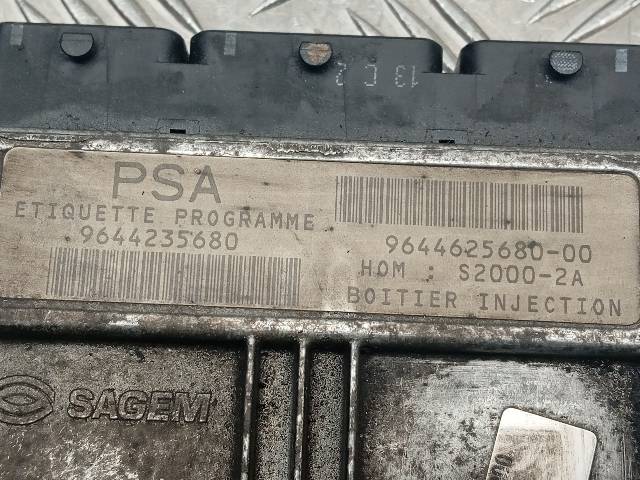 13 C 2
PSA
ETIQUETTE PROGRAMME
9644235680
9644625680-00
HOM : S2000-2A
BOITIER INJECTION
SAGEM